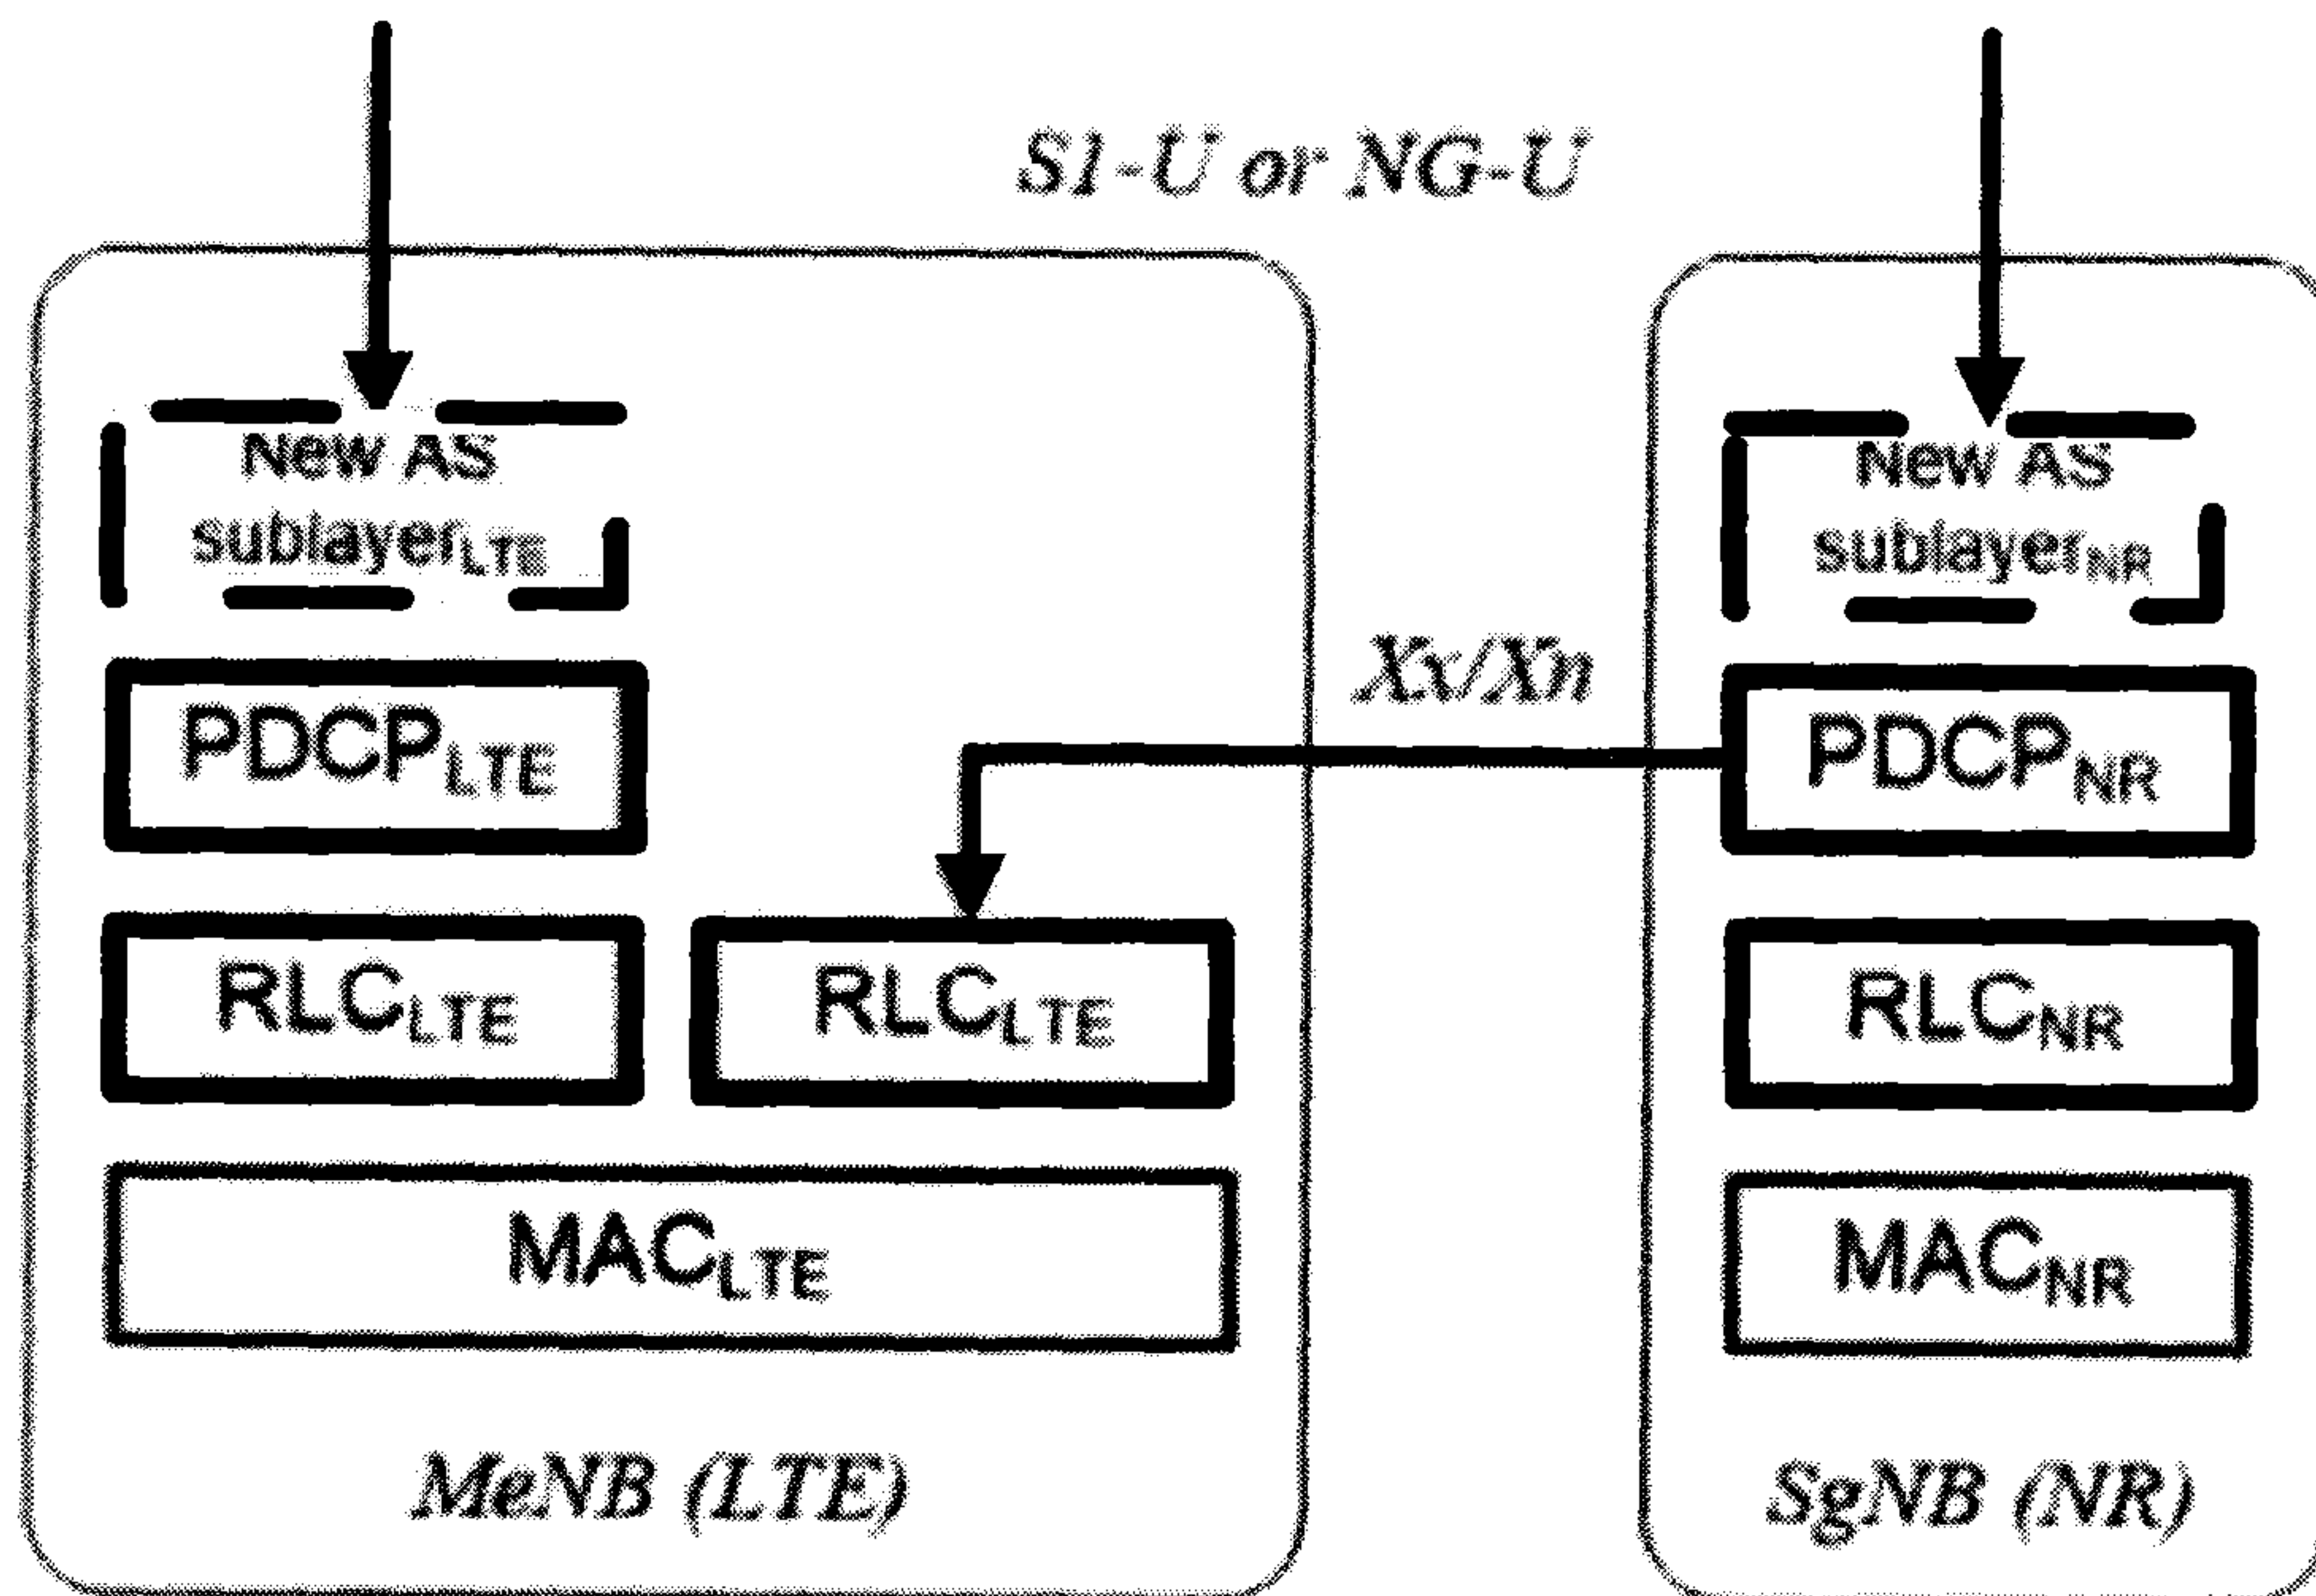 S1-U or NG-U
New AS
sublayerLTE
New AS
sublayerNR
Xx/Xn
PDCPLTE
PDCPNR
RLCLTE
RLCLTE
RLCNR
MACLTE
MACNR
MeNB (LTE)
SgNB (NR)